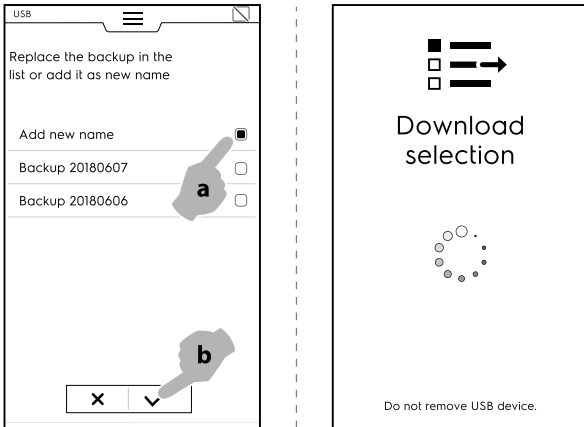 USB
Replace the backup in the
list or add it as new name
Add new name
a
Backup 20180607
Backup 20180606
b
Download
selection
Do not remove USB device.